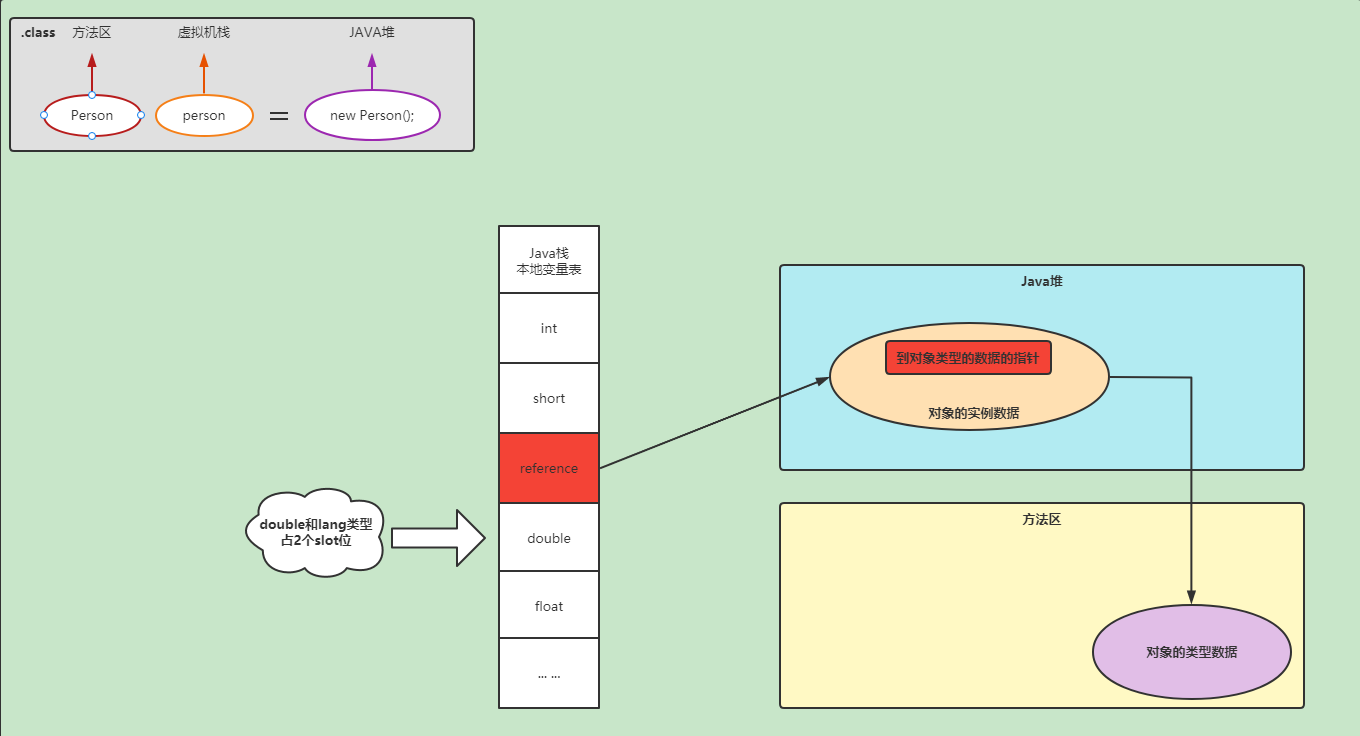 .class
方法区
虚拟机栈
JAVA堆
Person
person
=
new Person();
Java栈
本地变量表
int
short
reference
double
float
... ...
double和lang类型
占2个slot位
Java堆
到对象类型的数据的指针
对象的实例数据
方法区
对象的类型数据